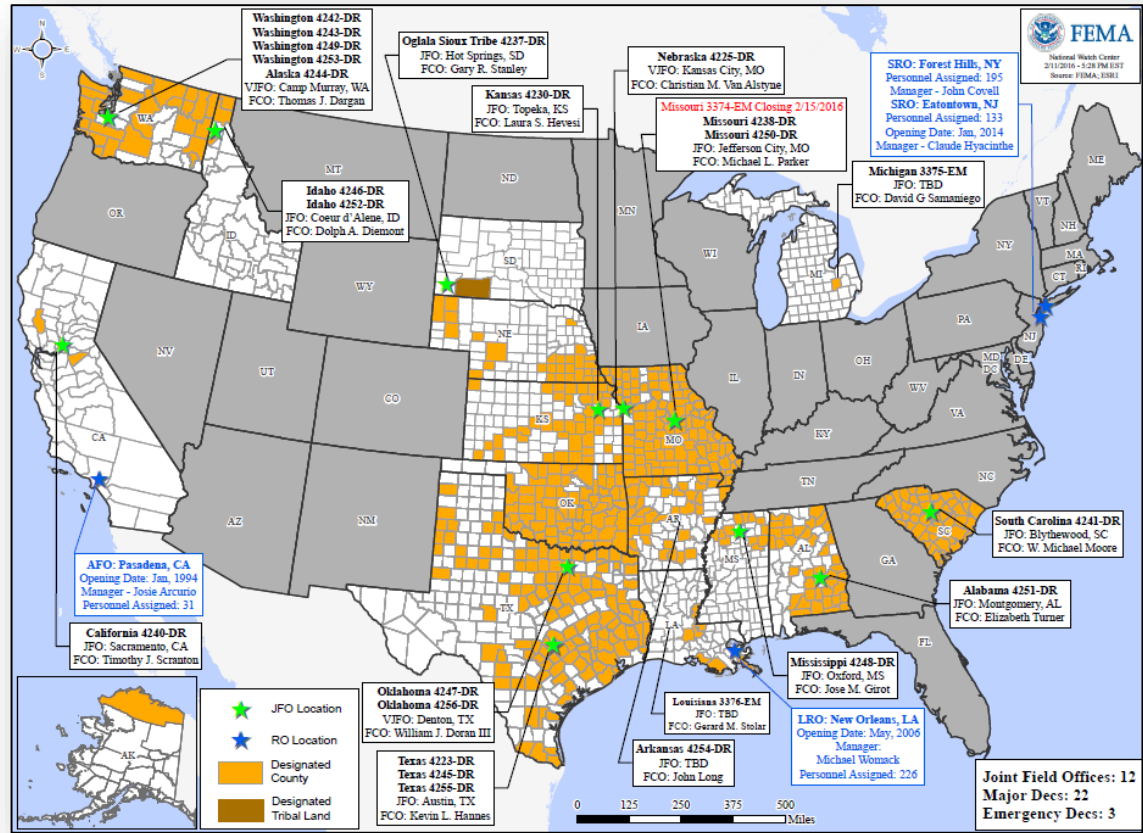 N
W
E
S
FEMA
National Watch Center
2/11/2016 - 5:28 PM EST
Source: FEMA; ESRI
Washington 4242-DR
Washington 4243-DR
Washington 4249-DR
Washington 4253-DR
Alaska 4244-DR
VJFO: Camp Murray, WA
FCO: Thomas J. Dargan
Oglala Sioux Tribe 4237-DR
JFO: Hot Springs, SD
FCO: Gary R. Stanley
Kansas 4230-DR
JFO: Topeka, KS
FCO: Laura S. Hevesi
Nebraska 4225-DR
VJFO: Kansas City, MO
FCO: Christian M. Van Alstyne
Missouri 3374-EM Closing 2/15/2016
Missouri 4238-DR
Missouri 4250-DR
JFO: Jefferson City, MO
FCO: Michael L. Parker
SRO: Forest Hills, NY
Personnel Assigned: 195
Manager - John Covell
SRO: Eatontown, NJ
Personnel Assigned: 133
Opening Date: Jan, 2014
Manager - Claude Hyacinthe
Michigan 3375-EM
JFO: TBD
FCO: David G Samaniego
Idaho 4246-DR
Idaho 4252-DR
JFO: Coeur d'Alene, ID
FCO: Dolph A. Diemont
WA
MT
ND
MN
ME
VT
NH
OR
ID
SD
WI
MI
NY
MA
RI
CT
WY
NE
IA
PA
NJ
NV
UT
CO
KS
MO
IL
IN
OH
MD
DE
DC
WV
VA
KY
CA
AZ
NM
OK
AR
TN
NC
SC
TX
LA
MS
AL
GA
FL
AFO: Pasadena, CA
Opening Date: Jan, 1994
Manager - Josie Arcurio
Personnel Assigned: 31
California 4240-DR
JFO: Sacramento, CA
FCO: Timothy J. Scranton
South Carolina 4241-DR
JFO: Blythewood, SC
FCO: W. Michael Moore
Alabama 4251-DR
JFO: Montgomery, AL
FCO: Elizabeth Turner
Mississippi 4248-DR
JFO: Oxford, MS
FCO: Jose M. Girot
Louisiana 3376-EM
JFO: TBD
FCO: Gerard M. Stolar
Arkansas 4254-DR
JFO: TBD
FCO: John Long
LRO: New Orleans, LA
Opening Date: May, 2006
Manager:
Michael Womack
Personnel Assigned: 226
Oklahoma 4247-DR
Oklahoma 4256-DR
VJFO: Denton, TX
FCO: William J. Doran III
Texas 4223-DR
Texas 4245-DR
Texas 4255-DR
JFO: Austin, TX
FCO: Kevin L. Hannes
AK
JFO Location
RO Location
Designated
County
Designated
Tribal Land
0 125 250 375 500
Miles
Joint Field Offices: 12
Major Decs: 22
Emergency Decs: 3